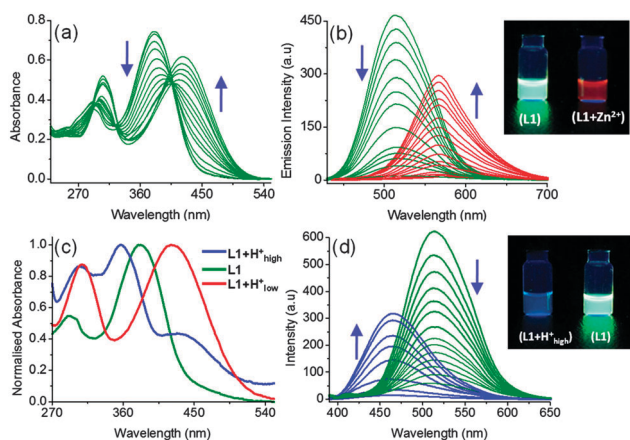 (a)
0.8
0.6
0.4
0.2
0.0
270 360 450 540
Absorbance
Wavelength (nm)
(b)
450
300
150
0
500 600 700
Emission Intensity (a.u)
Wavelength (nm)
(L1) (L1+Zn²⁺)
(c)
L1+H⁺high
L1
L1+H⁺low
1.0
0.8
0.6
0.4
0.2
0.0
270 360 450 540
Normalised Absorbance
Wavelength (nm)
(d)
600
500
400
300
200
100
0
400 450 500 550 600 650
Intensity (a.u)
Wavelength (nm)
(L1+H⁺high) (L1)